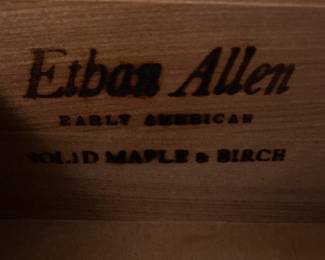 Ethan Allen
EARLY AMERICAN
SOLID MAPLE & BIRCH